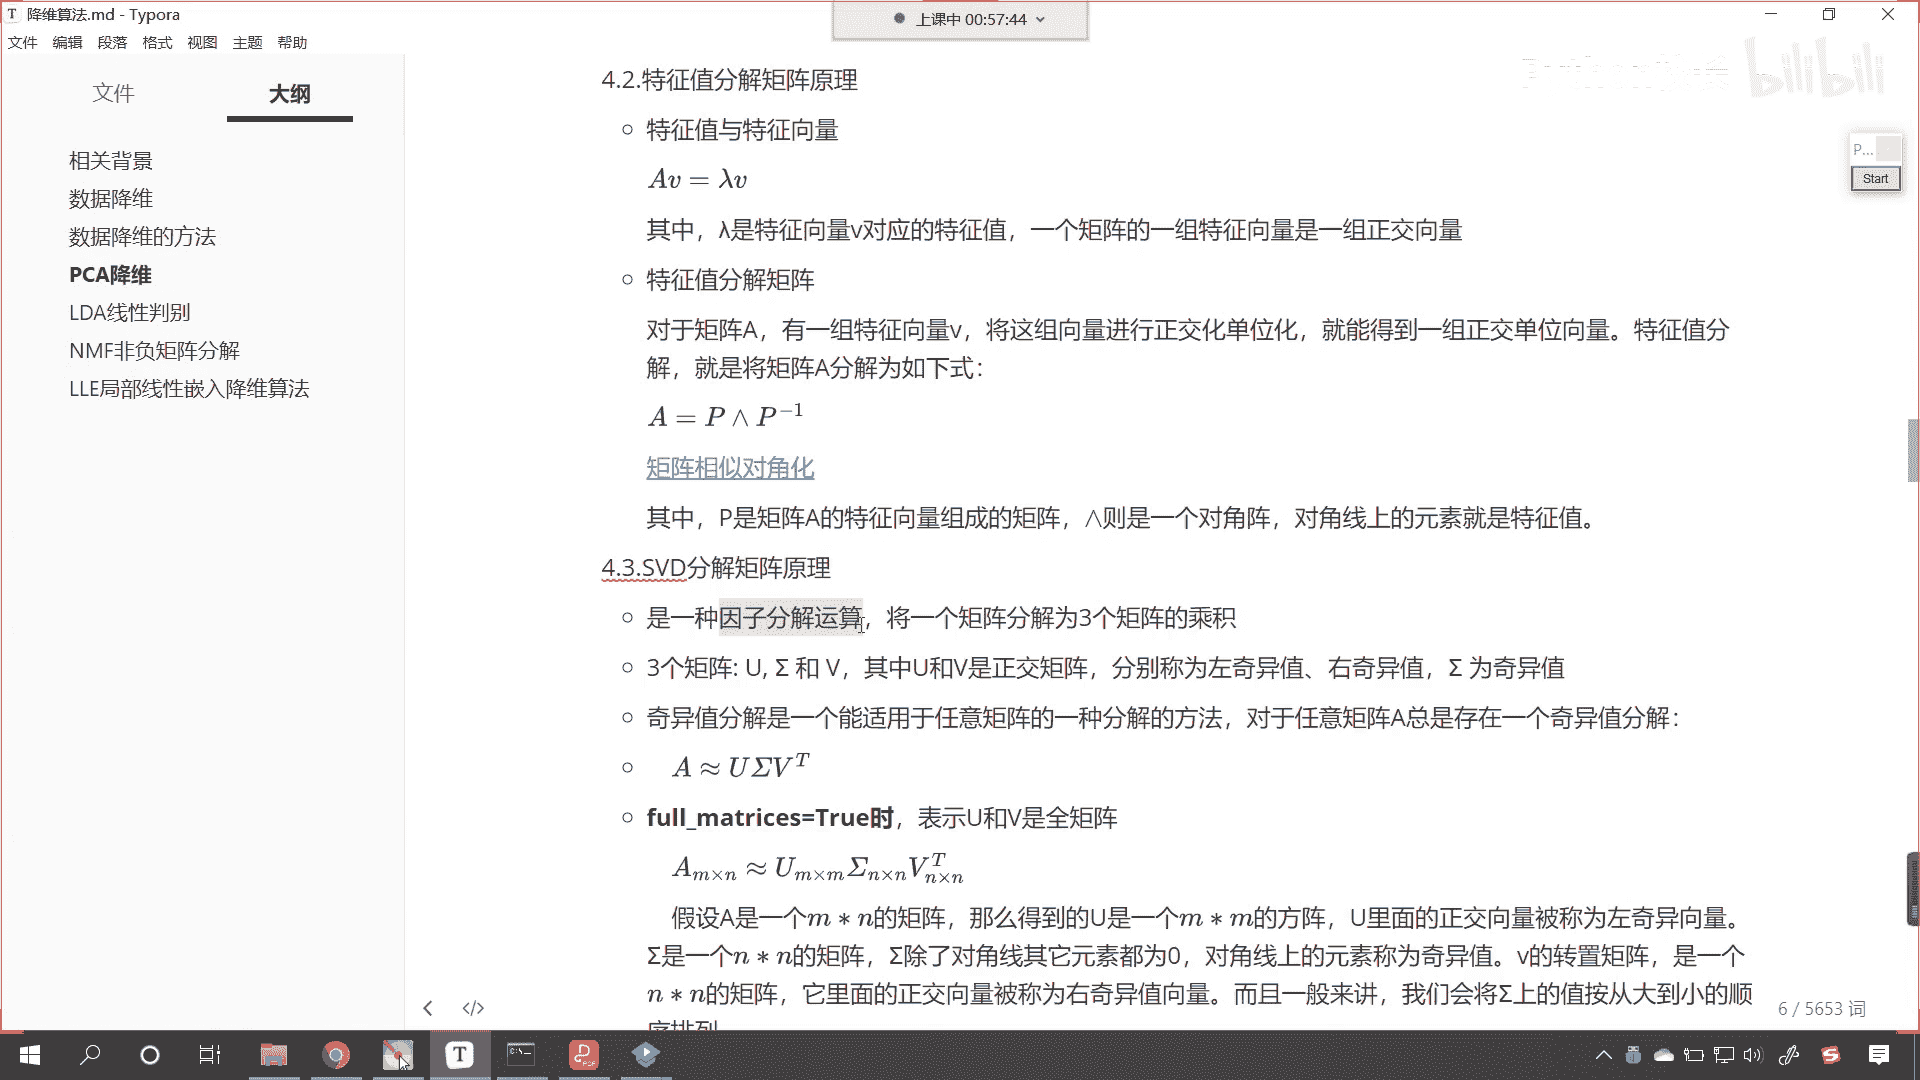 降维算法.md - Typora
上课中 00:57:44
文件 编辑 段落 格式 视图 主题 帮助
bilibili
文件 大纲
相关背景
数据降维
数据降维的方法
PCA降维
LDA线性判别
NMF非负矩阵分解
LLE局部线性嵌入降维算法
4.2.特征值分解矩阵原理
特征值与特征向量
Av = λv
其中，λ是特征向量v对应的特征值，一个矩阵的一组特征向量是一组正交向量
特征值分解矩阵
对于矩阵A，有一组特征向量v，将这组向量进行正交化单位化，就能得到一组正交单位向量。特征值分
解，就是将矩阵A分解为如下式：
A = P ∧ P⁻¹
矩阵相似对角化
其中，P是矩阵A的特征向量组成的矩阵，∧则是一个对角阵，对角线上的元素就是特征值。
4.3.SVD分解矩阵原理
是一种因子分解运算，将一个矩阵分解为3个矩阵的乘积
3个矩阵: U, Σ 和 V，其中U和V是正交矩阵，分别称为左奇异值、右奇异值，Σ 为奇异值
奇异值分解是一个能适用于任意矩阵的一种分解的方法，对于任意矩阵A总是存在一个奇异值分解：
A ≈ UΣV^T
full_matrices=True时，表示U和V是全矩阵
A_{m×n} ≈ U_{m×m}Σ_{n×n}V^T_{n×n}
假设A是一个m * n的矩阵，那么得到的U是一个m * m的方阵，U里面的正交向量被称为左奇异向量。
Σ是一个n * n的矩阵，Σ除了对角线其它元素都为0，对角线上的元素称为奇异值。v的转置矩阵，是一个
n * n的矩阵，它里面的正交向量被称为右奇异值向量。而且一般来讲，我们会将Σ上的值按从大到小的顺
序排列
P...
Start
6 / 5653 词